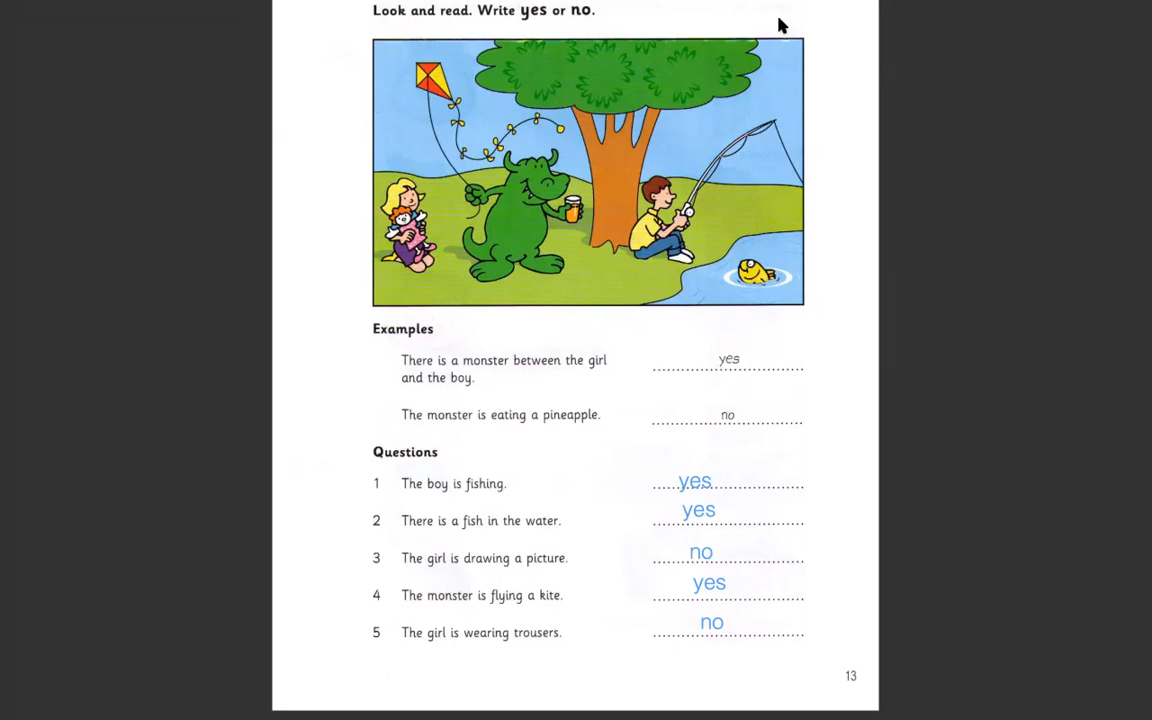 Look and read. Write yes or no.
Examples
There is a monster between the girl
and the boy.
yes
The monster is eating a pineapple.
no
Questions
1 The boy is fishing.
yes
2 There is a fish in the water.
yes
3 The girl is drawing a picture.
no
4 The monster is flying a kite.
yes
5 The girl is wearing trousers.
no
13